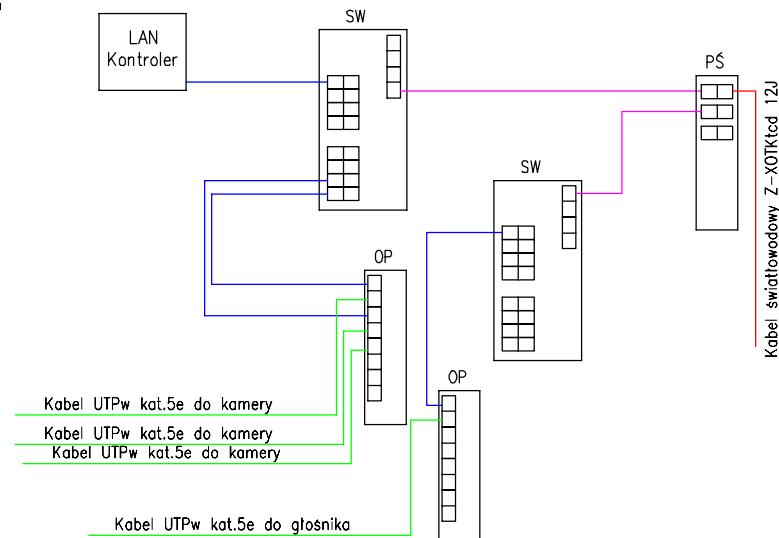 SW
LAN
Kontroler
PŚ
SW
Kabel światłowodowy Z-XOTKtcd 12J
OP
OP
Kabel UTPw kat.5e do kamery
Kabel UTPw kat.5e do kamery
Kabel UTPw kat.5e do kamery
Kabel UTPw kat.5e do głośnika